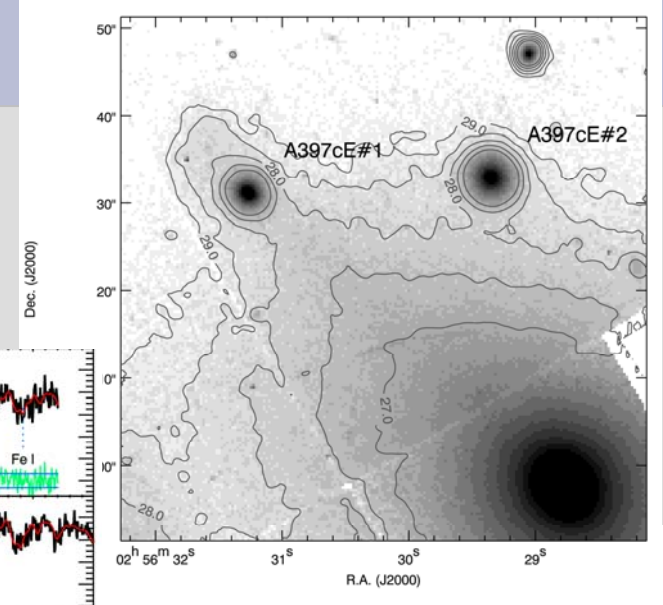 50"
40"
30"
20"
0"
0"
Dec. (J2000)
A397cE#1
A397cE#2
29.0
28.0
28.0
29.0
27.0
28.0
Fe I
02h 56m 32s
31s
30s
29s
R.A. (J2000)